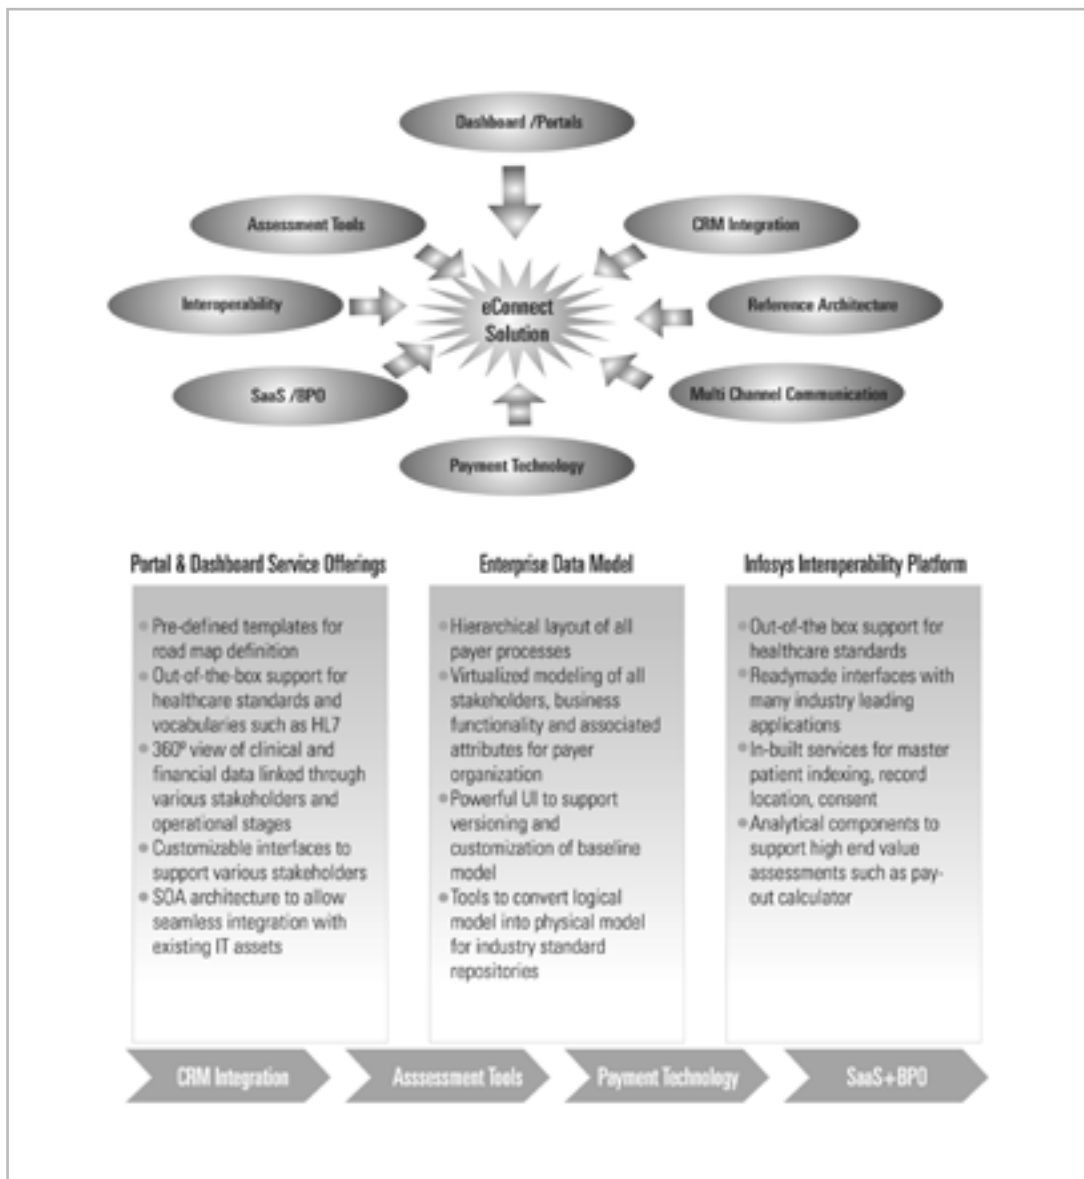 Dashboard /Portals
Assessment Tools
CRM Integration
Interoperability
eConnect
Solution
Reference Architecture
SaaS /BPO
Multi Channel Communication
Payment Technology
Portal & Dashboard Service Offerings
• Pre-defined templates for
road map definition
• Out-of-the-box support for
healthcare standards and
vocabularies such as HL7
• 360º view of clinical and
financial data linked through
various stakeholders and
operational stages
• Customizable interfaces to
support various stakeholders
• SOA architecture to allow
seamless integration with
existing IT assets
Enterprise Data Model
• Hierarchical layout of all
payer processes
• Virtualized modeling of all
stakeholders, business
functionality and associated
attributes for payer
organization
• Powerful UI to support
versioning and
customization of baseline
model
• Tools to convert logical
model into physical model
for industry standard
repositories
Infosys Interoperability Platform
• Out-of-the box support for
healthcare standards
• Readymade interfaces with
many industry leading
applications
• In-built services for master
patient indexing, record
location, consent
• Analytical components to
support high end value
assessments such as pay-
out calculator
CRM Integration
Asssessment Tools
Payment Technology
SaaS+BPO